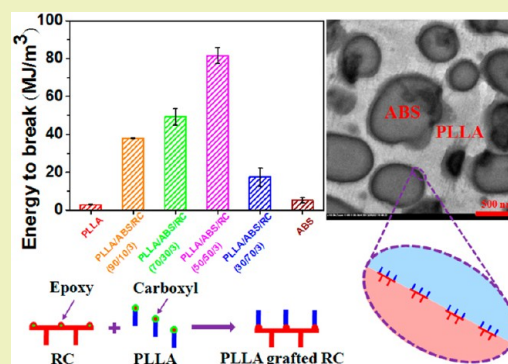 100
80
60
40
20
0
Energy to break (MJ/m³)
PLLA
PLLA/ABS/RC
(90/10/3)
PLLA/ABS/RC
(70/30/3)
PLLA/ABS/RC
(50/50/3)
PLLA/ABS/RC
(30/70/3)
ABS
ABS
PLLA
500 nm
Epoxy
Carboxyl
RC
PLLA
PLLA grafted RC